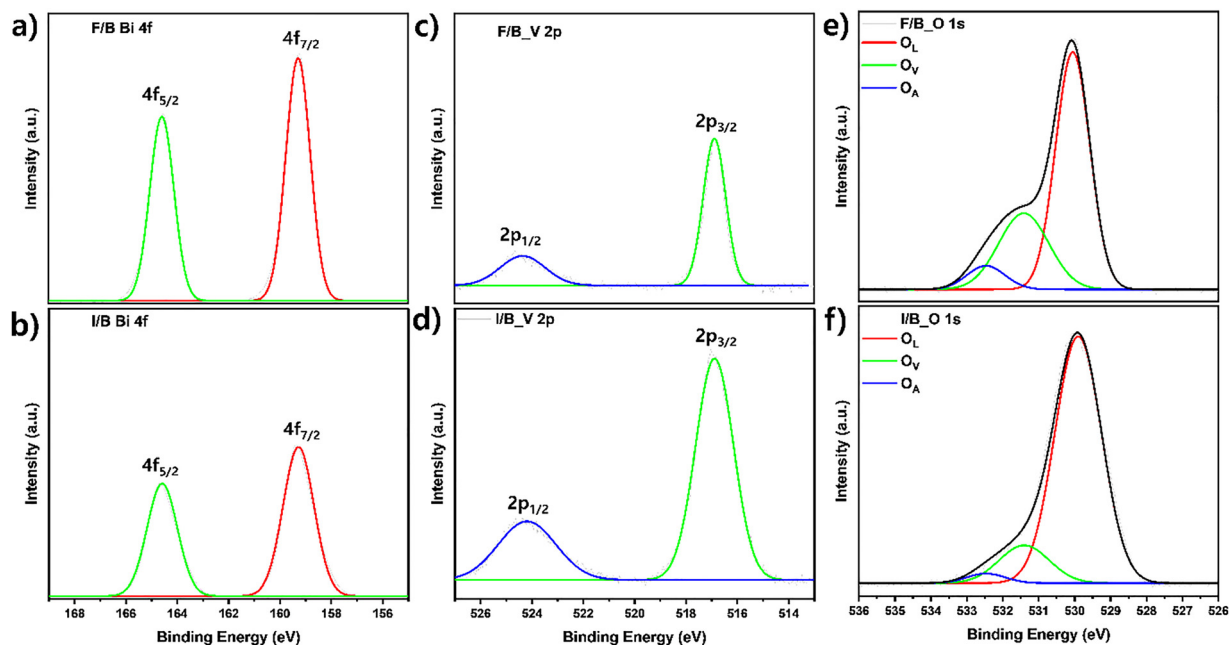 a)
F/B Bi 4f
4f5/2
4f7/2
Intensity (a.u.)
b)
I/B Bi 4f
4f5/2
4f7/2
Intensity (a.u.)
168 166 164 162 160 158 156
Binding Energy (eV)
c)
F/B_V 2p
2p1/2
2p3/2
Intensity (a.u.)
d)
I/B_V 2p
2p1/2
2p3/2
Intensity (a.u.)
526 524 522 520 518 516 514
Binding Energy (eV)
e)
F/B_O 1s
OL
OV
OA
Intensity (a.u.)
f)
I/B_O 1s
OL
OV
OA
Intensity (a.u.)
536 535 534 533 532 531 530 529 528 527 526
Binding Energy (eV)